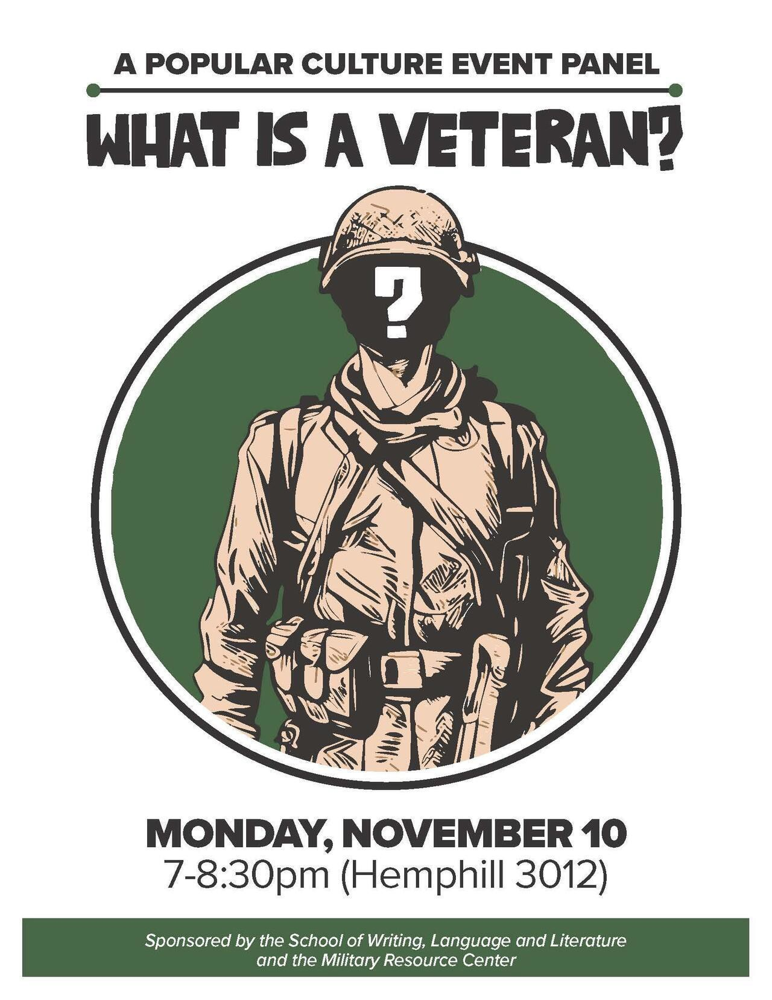 A POPULAR CULTURE EVENT PANEL
WHAT IS A VETERAN?
?
MONDAY, NOVEMBER 10
7-8:30pm (Hemphill 3012)
Sponsored by the School of Writing, Language and Literature
and the Military Resource Center